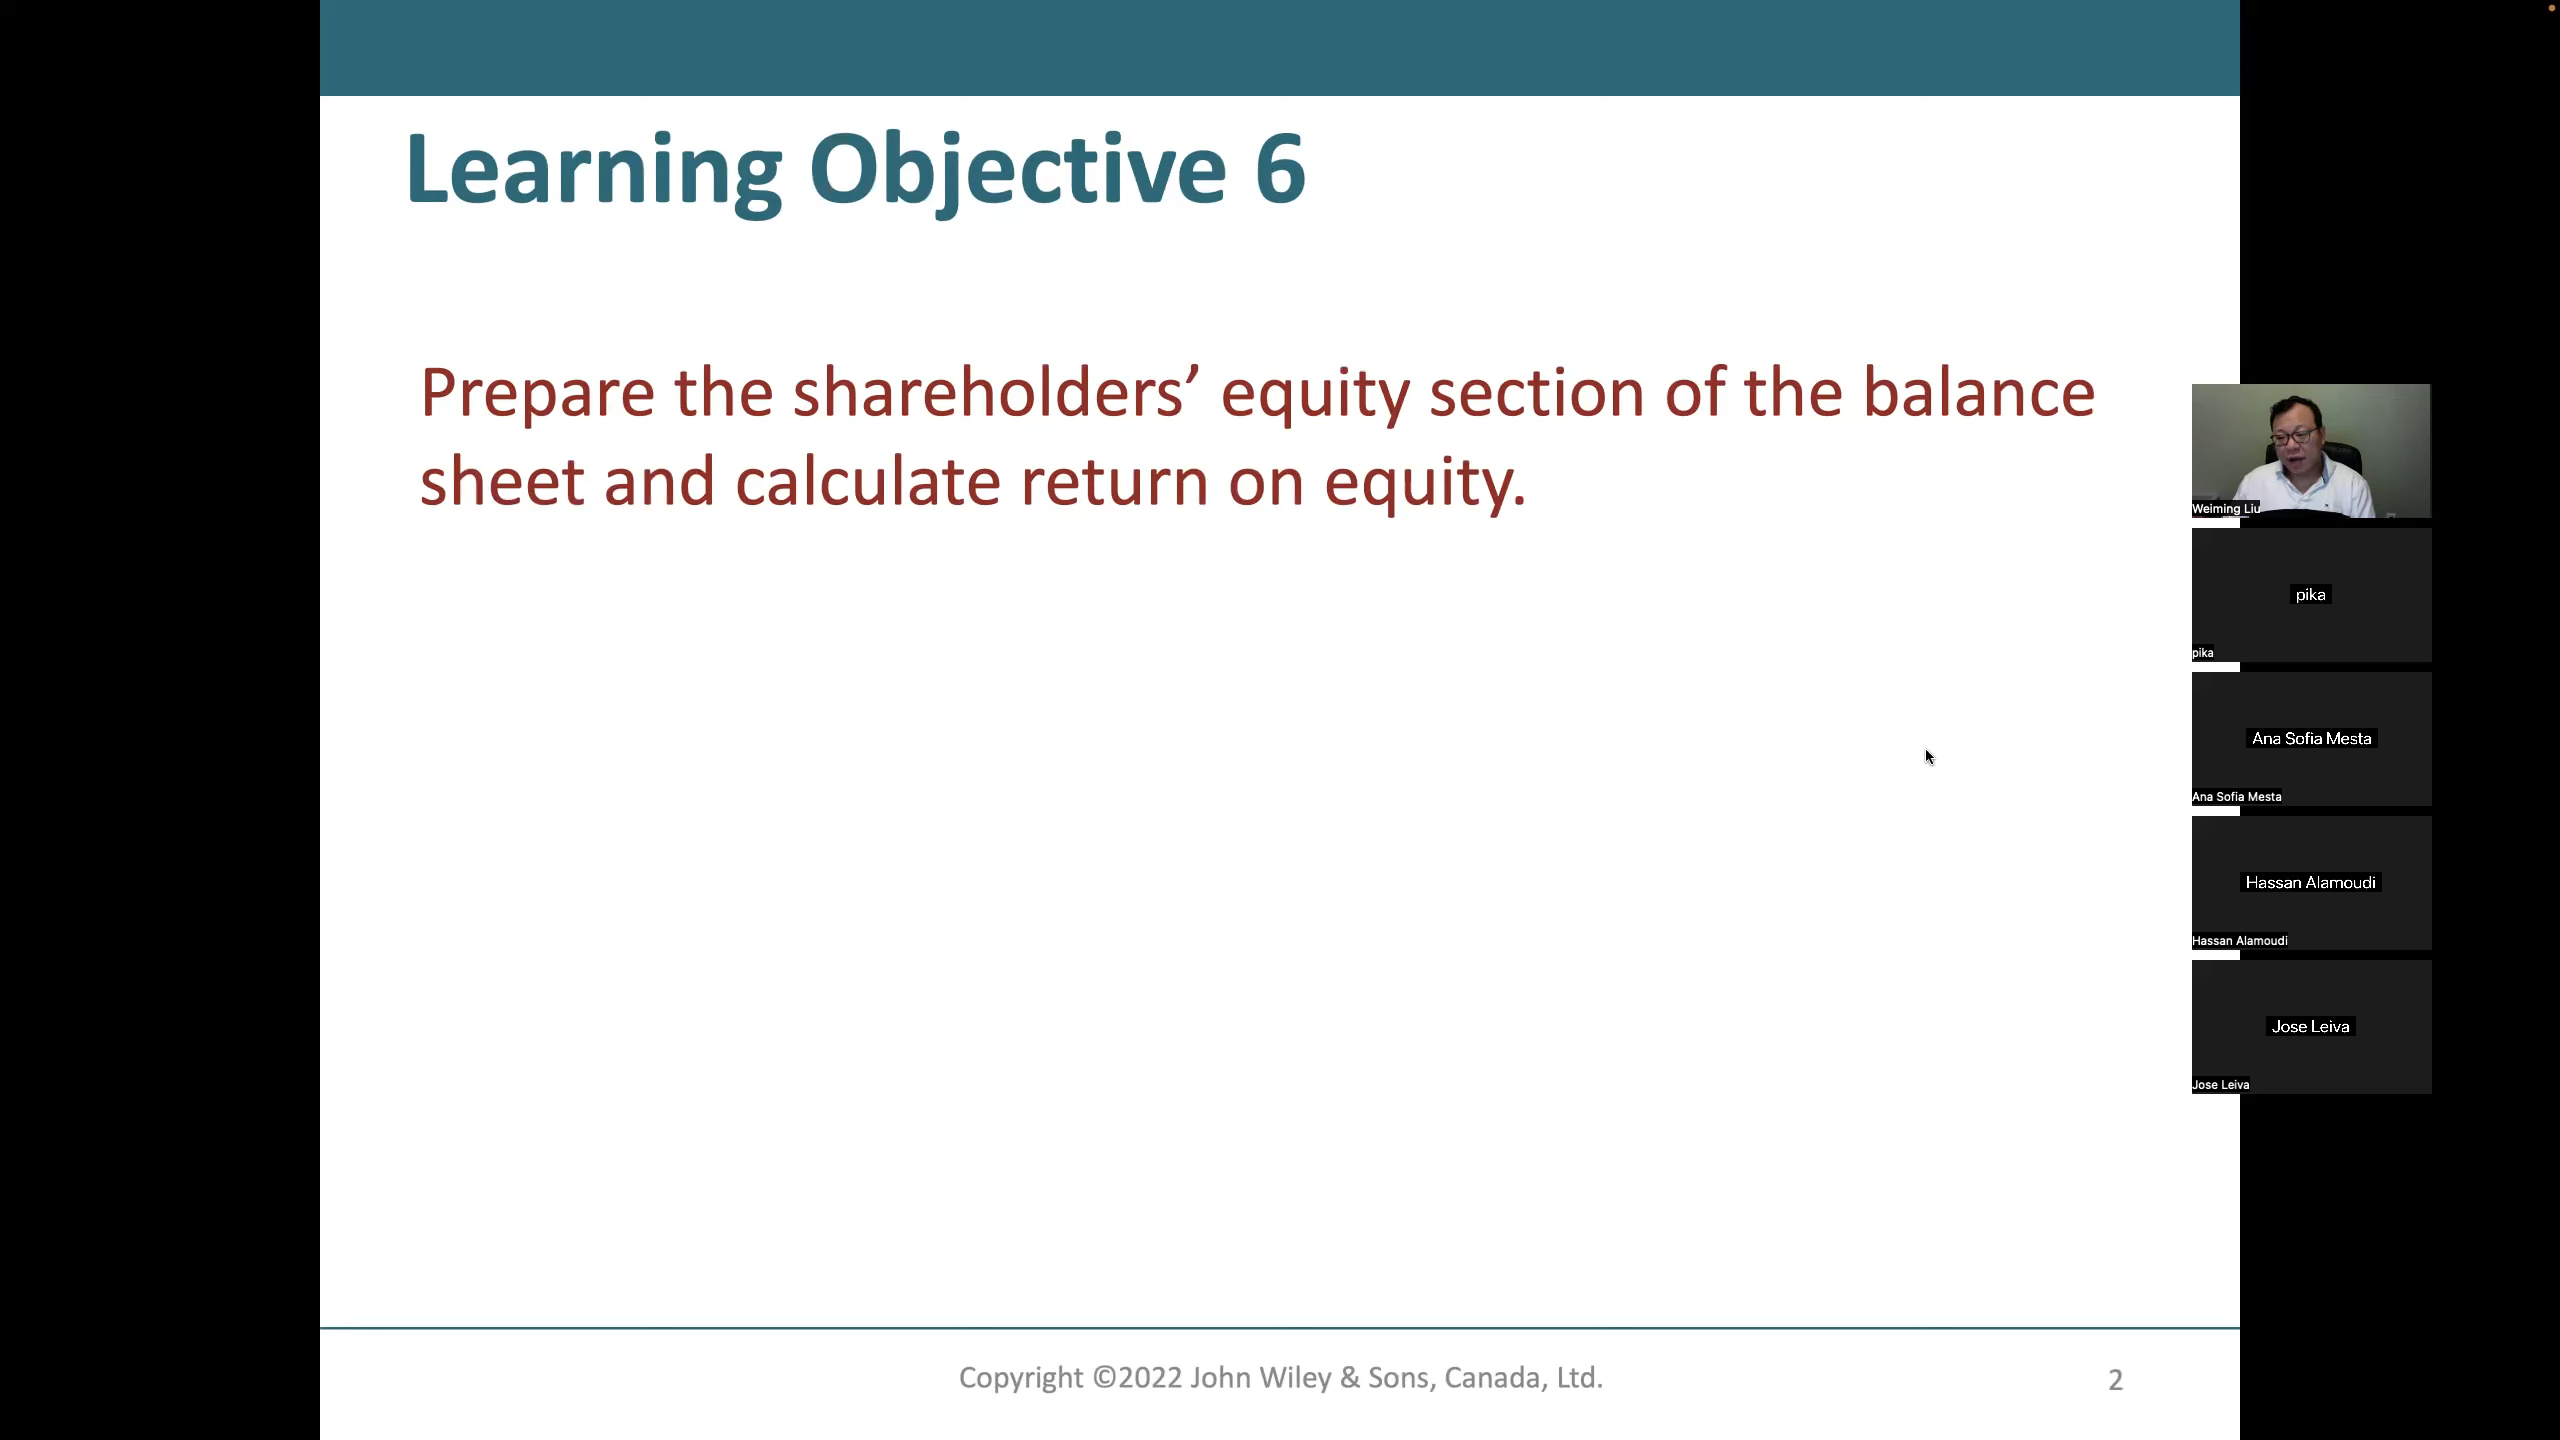 Learning Objective 6
Prepare the shareholders’ equity section of the balance
sheet and calculate return on equity.
Weiming Liu
pika
pika
Ana Sofia Mesta
Ana Sofia Mesta
Hassan Alamoudi
Hassan Alamoudi
Jose Leiva
Jose Leiva
Copyright ©2022 John Wiley & Sons, Canada, Ltd.
2